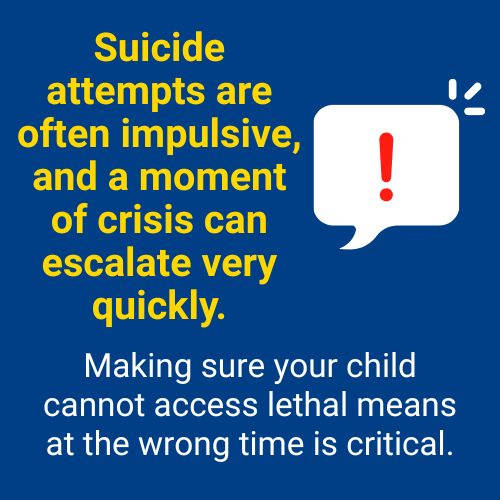 Suicide
attempts are
often impulsive,
and a moment
of crisis can
escalate very
quickly.
!
Making sure your child
cannot access lethal means
at the wrong time is critical.